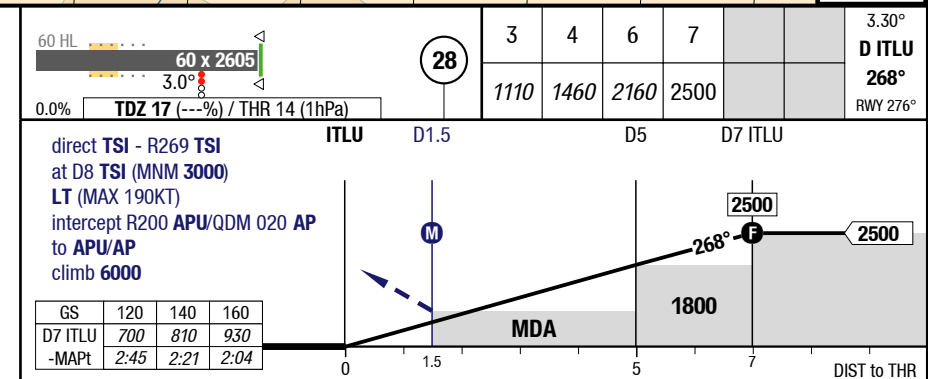 60 HL
60 x 2605
3.0°
0.0%
TDZ 17 (---%) / THR 14 (1hPa)
28
3 4 6 7
1110 1460 2160 2500
3.30°
D ITLU
268°
RWY 276°
ITLU D1.5 D5 D7 ITLU
direct TSI - R269 TSI
at D8 TSI (MNM 3000)
LT (MAX 190KT)
intercept R200 APU/QDM 020 AP
to APU/AP
climb 6000
M
2500
F
268°
2500
1800
MDA
GS 120 140 160
D7 ITLU 700 810 930
-MAPt 2:45 2:21 2:04
0 1.5 5 7
DIST to THR